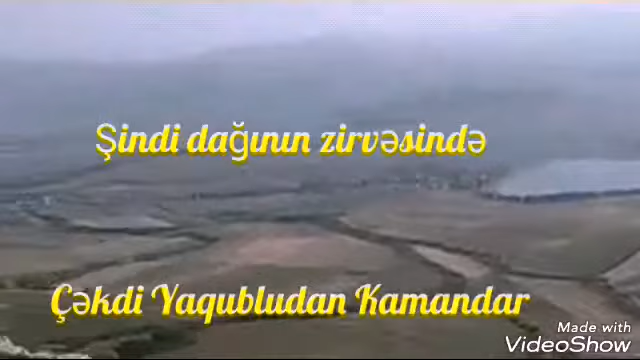 Şindi dağının zirvəsində
Çəkdi Yaqubludan Kamandar
Made with
VideoShow